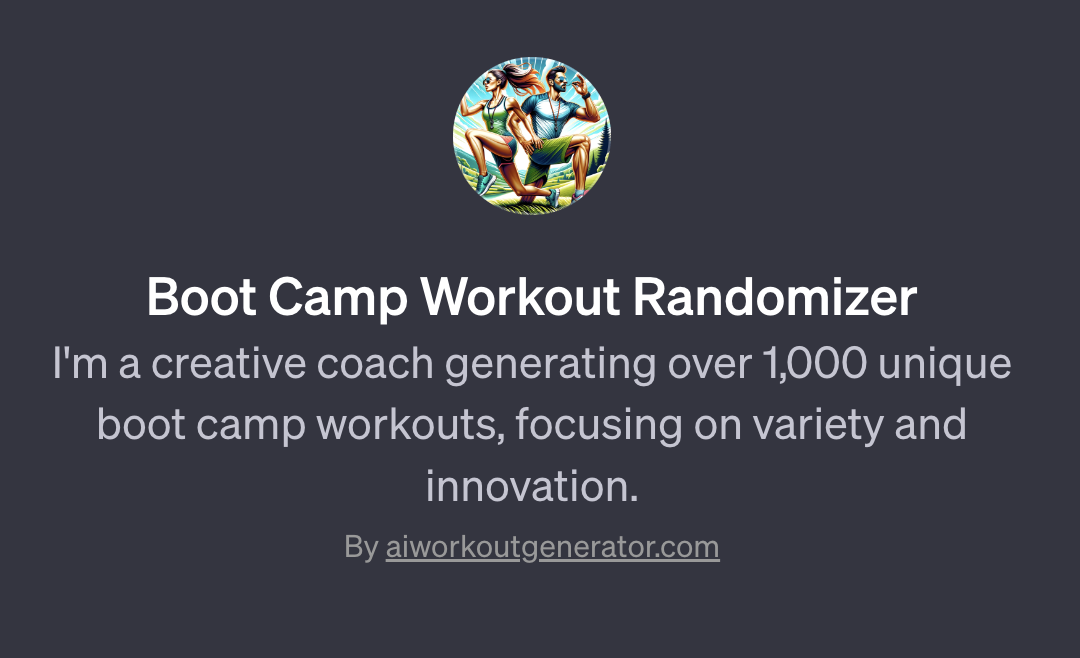 Boot Camp Workout Randomizer
I'm a creative coach generating over 1,000 unique
boot camp workouts, focusing on variety and
innovation.
By aiworkoutgenerator.com